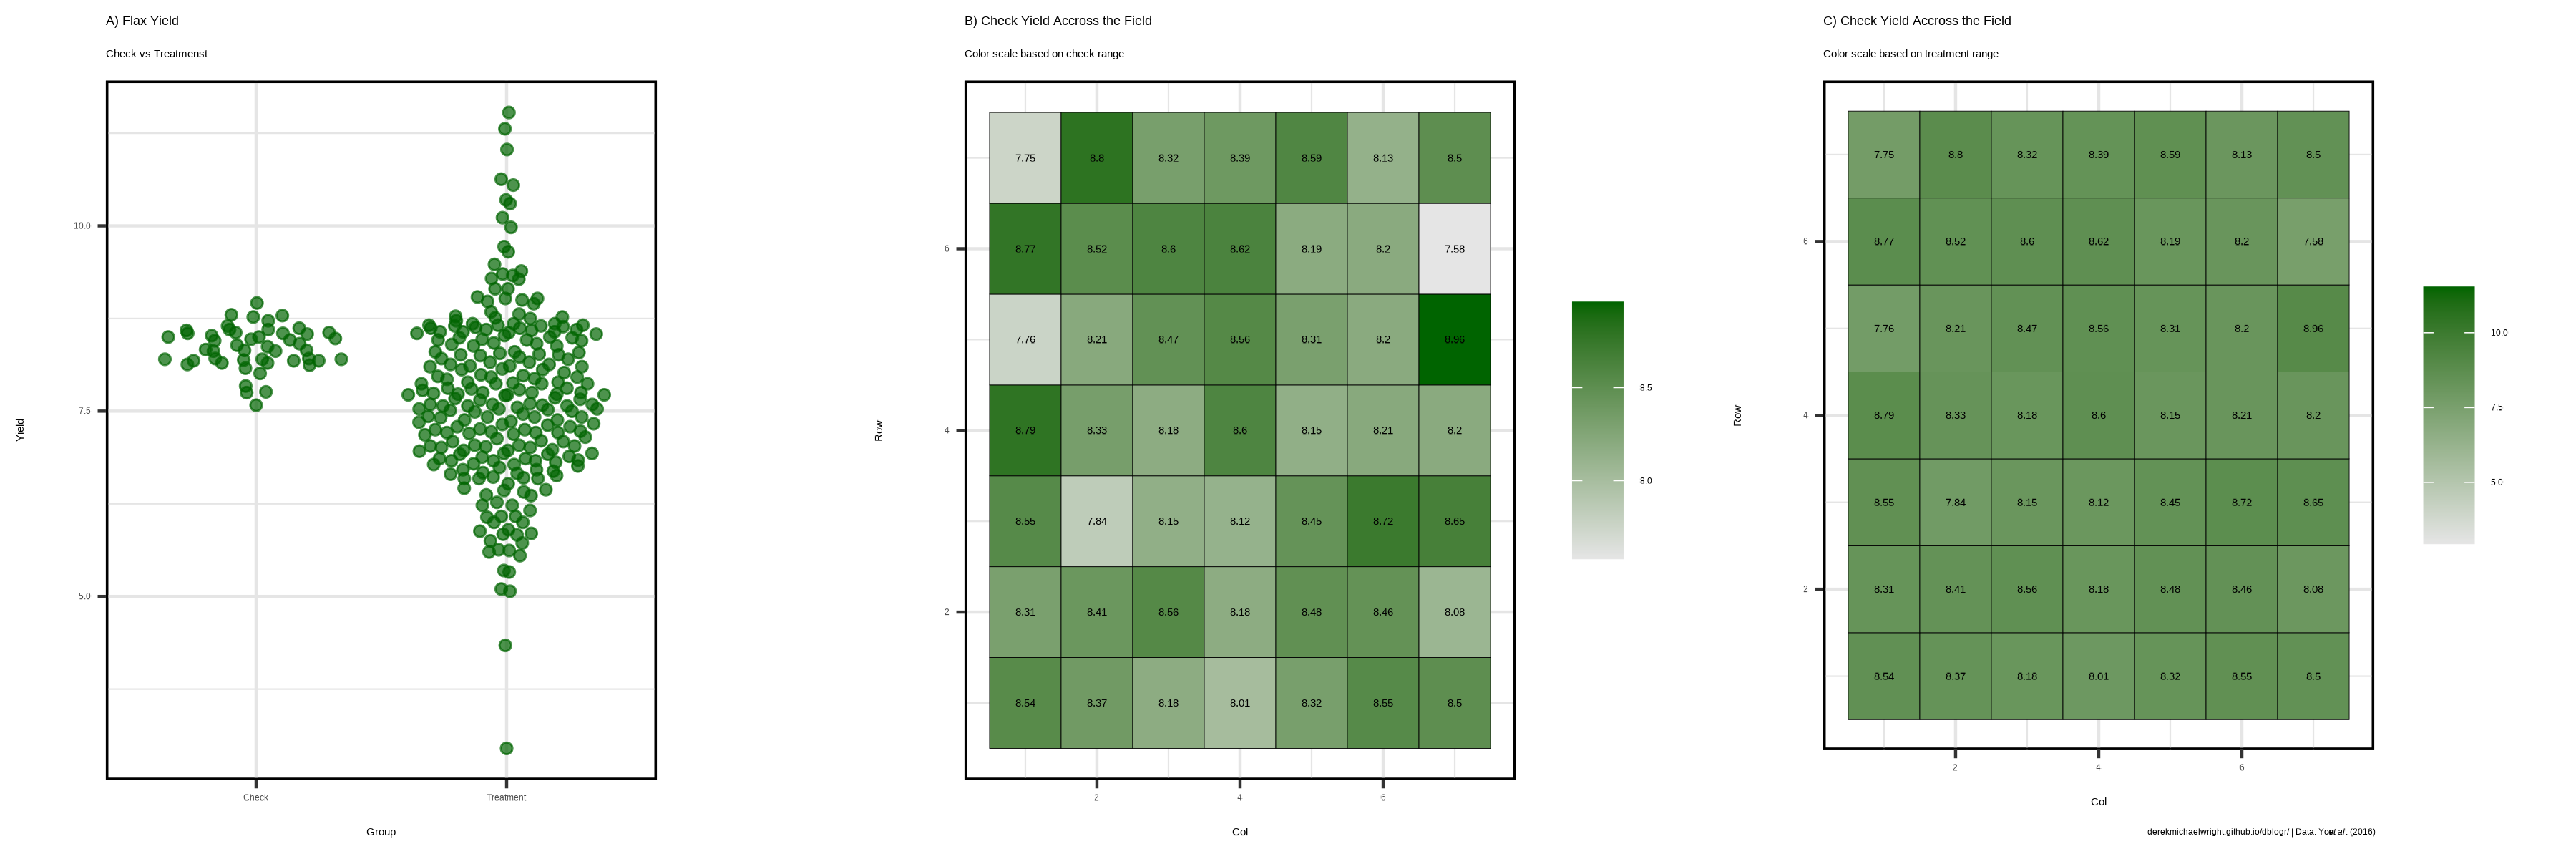 A) Flax Yield
Check vs Treatmenst
Yield
10.0
7.5
5.0
Check Treatment
Group
B) Check Yield Accross the Field
Color scale based on check range
Row
6
4
2
7.75 8.8 8.32 8.39 8.59 8.13 8.5
8.77 8.52 8.6 8.62 8.19 8.2 7.58
7.76 8.21 8.47 8.56 8.31 8.2 8.96
8.79 8.33 8.18 8.6 8.15 8.21 8.2
8.55 7.84 8.15 8.12 8.45 8.72 8.65
8.31 8.41 8.56 8.18 8.48 8.46 8.08
8.54 8.37 8.18 8.01 8.32 8.55 8.5
2 4 6
Col
8.5
8.0
C) Check Yield Accross the Field
Color scale based on treatment range
Row
6
4
2
7.75 8.8 8.32 8.39 8.59 8.13 8.5
8.77 8.52 8.6 8.62 8.19 8.2 7.58
7.76 8.21 8.47 8.56 8.31 8.2 8.96
8.79 8.33 8.18 8.6 8.15 8.21 8.2
8.55 7.84 8.15 8.12 8.45 8.72 8.65
8.31 8.41 8.56 8.18 8.48 8.46 8.08
8.54 8.37 8.18 8.01 8.32 8.55 8.5
2 4 6
Col
10.0
7.5
5.0
derekmichaelwright.github.io/dblogr/ | Data: et al. (2016)